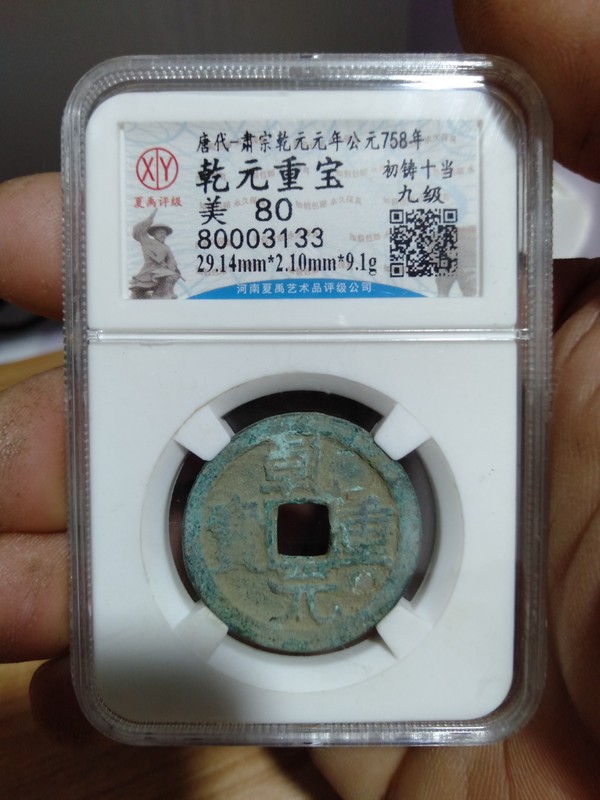 唐代-肃宗乾元元年公元758年
XY
夏禹评级
乾元重宝
初铸十当
美 80
九级
80003133
29.14mm*2.10mm*9.1g
河南夏禹艺术品评级公司
乾元重寶